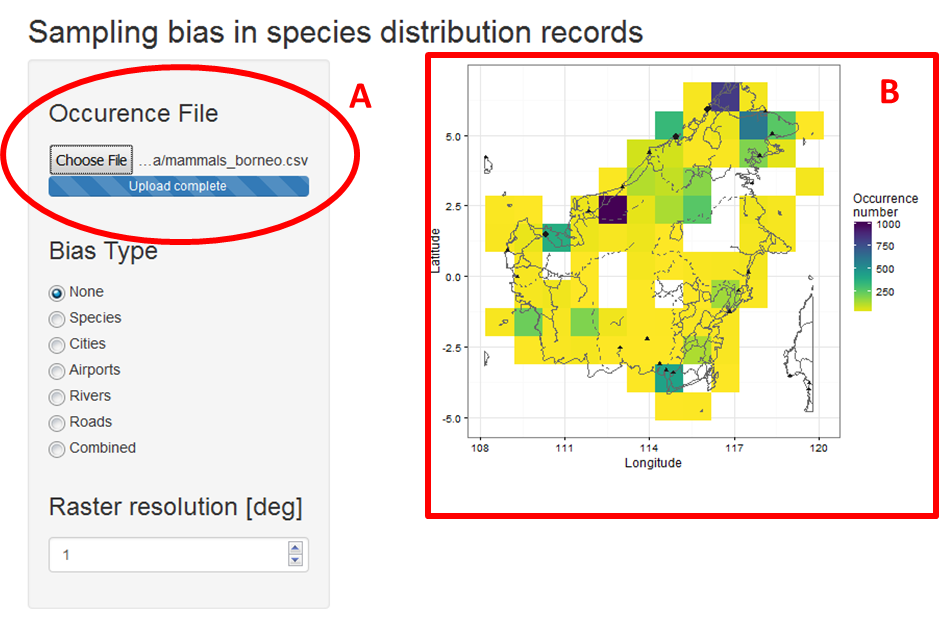 Sampling bias in species distribution records
A
Occurence File
Choose File …a/mammals_borneo.csv
Upload complete
Bias Type
None
Species
Cities
Airports
Rivers
Roads
Combined
Raster resolution [deg]
1
B
5.0
2.5
0.0
-2.5
-5.0
Latitude
108 111 114 117 120
Longitude
Occurrence
number
1000
750
500
250